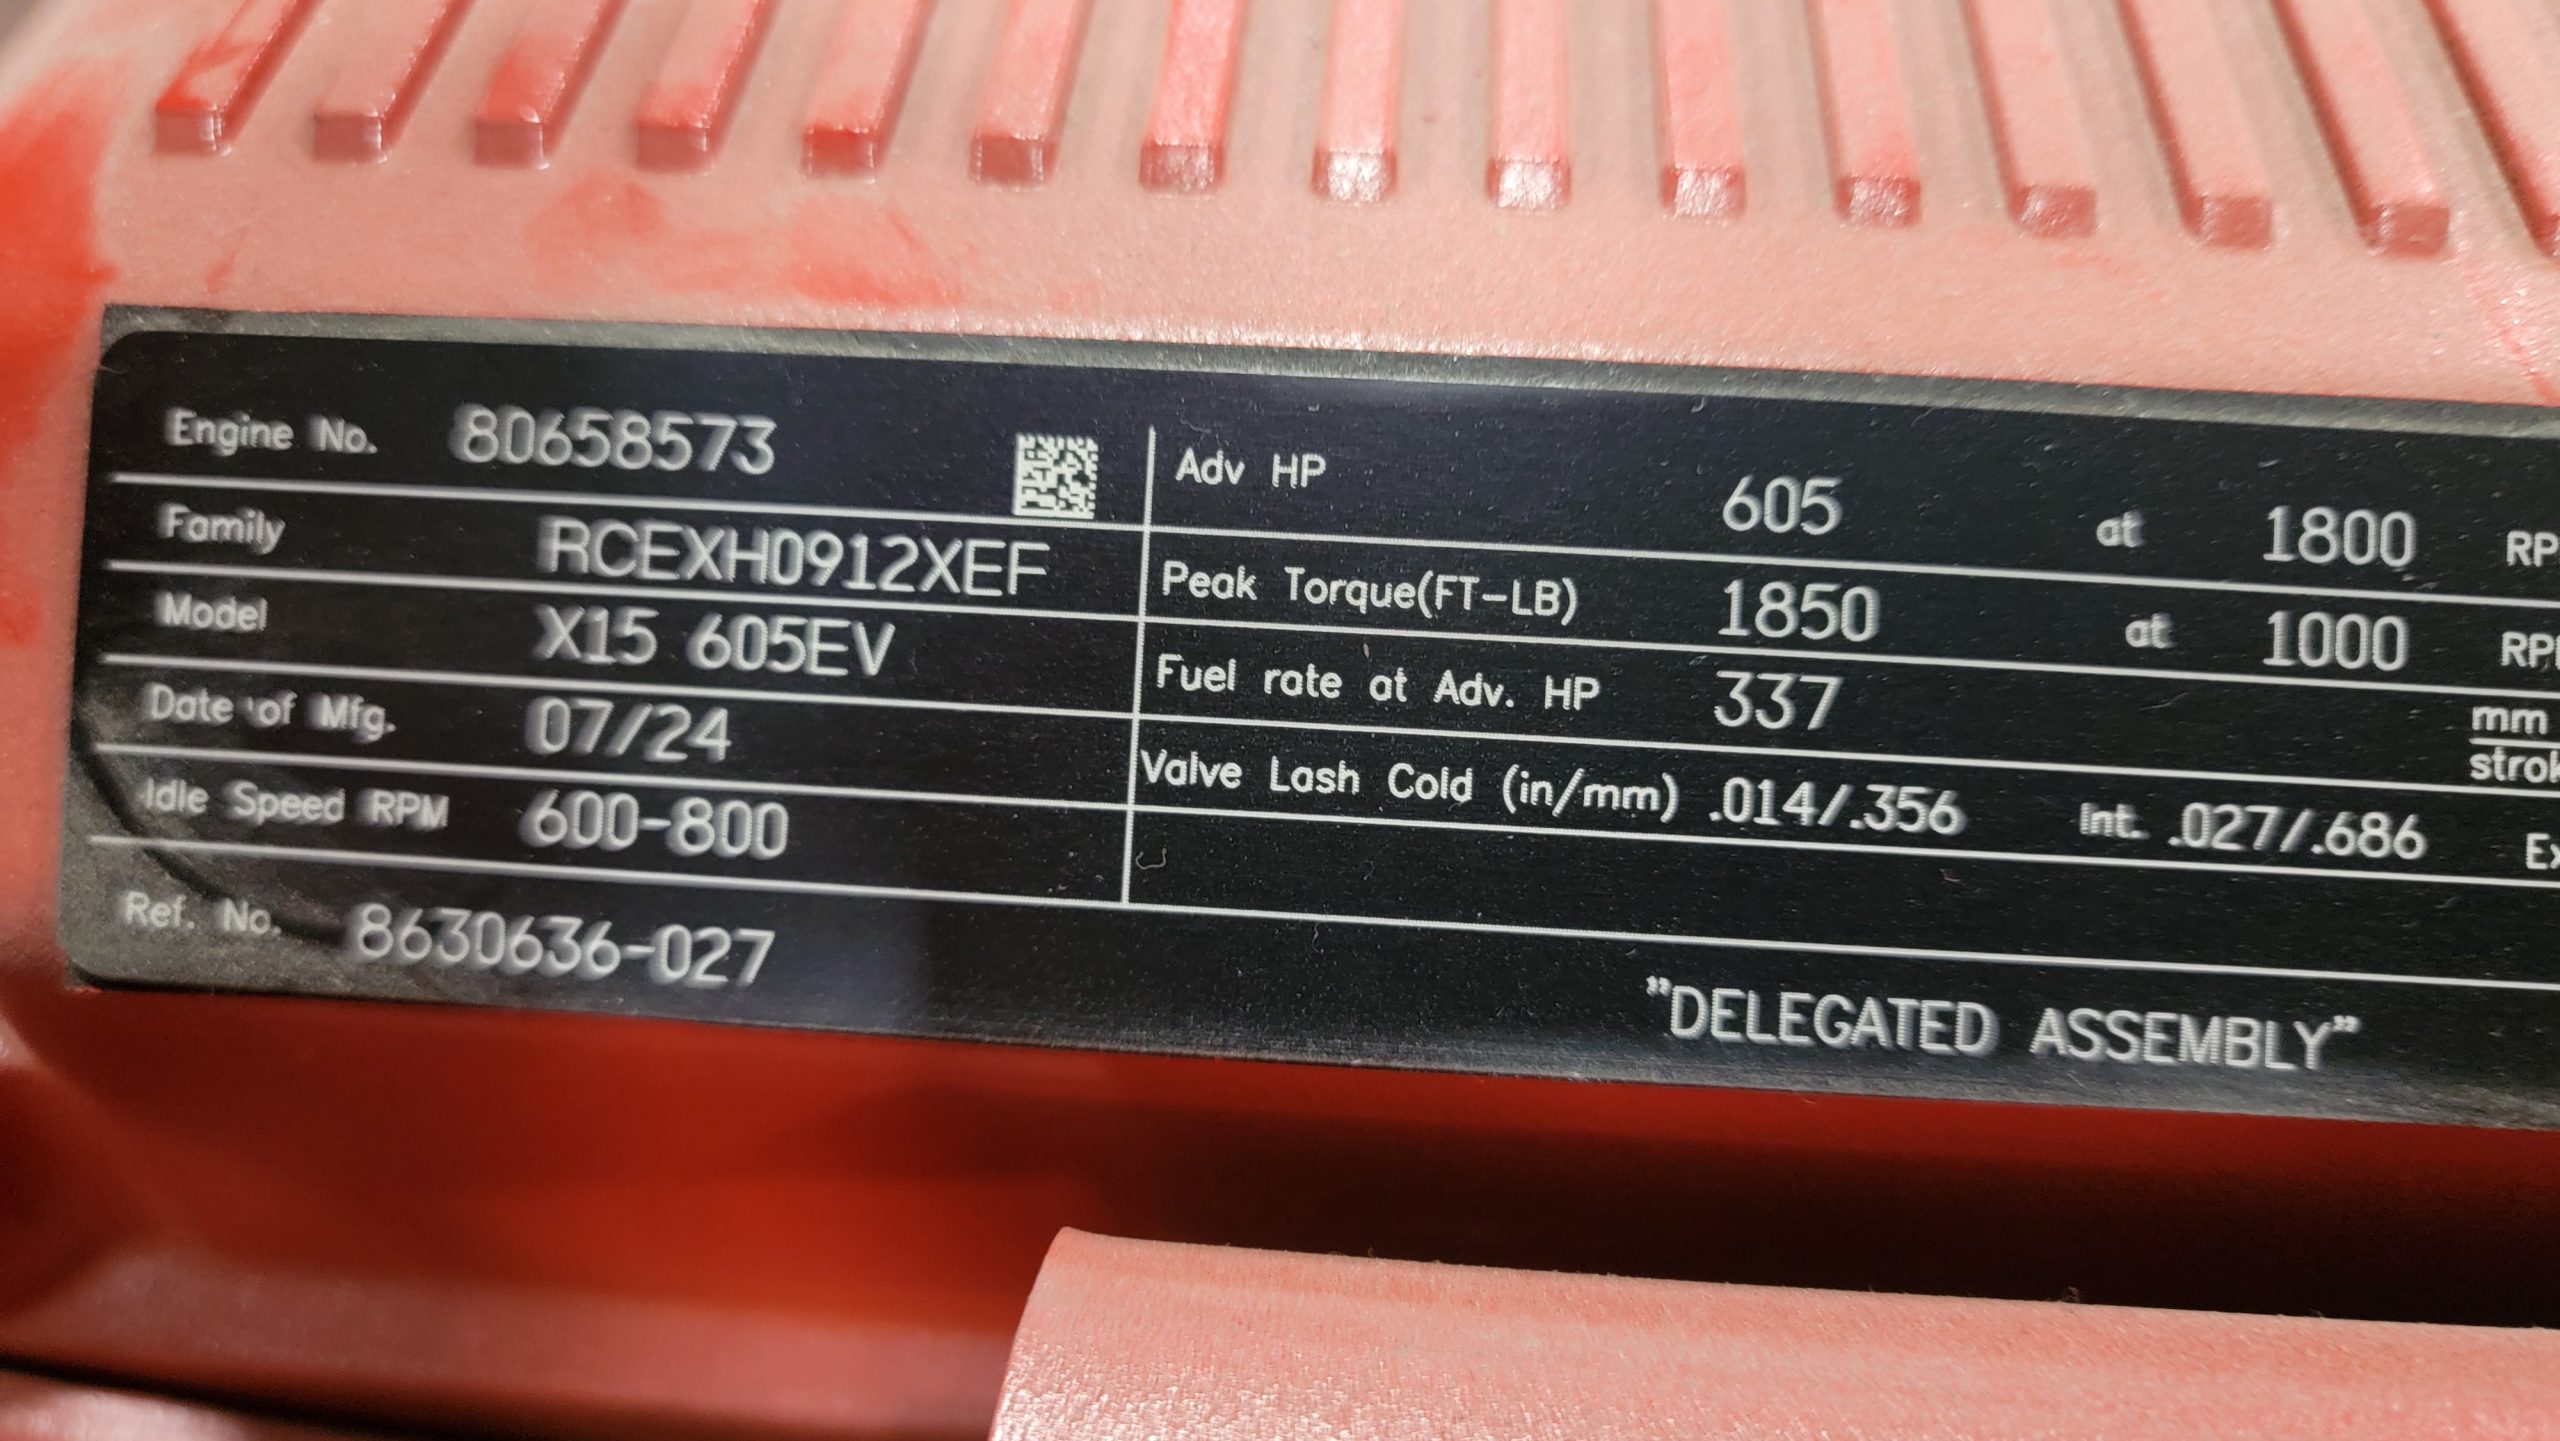 Engine No. 80658573
Family RCEXH0912XEF
Model X15 605EV
Date of Mfg. 07/24
Idle Speed RPM 600-800
Ref. No. 8630636-027
Adv HP 605 at 1800
Peak Torque(FT-LB) 1850 at 1000
Fuel rate at Adv. HP 337 mm
Valve Lash Cold (in/mm) .014/.356 Int. .027/.686
"DELEGATED ASSEMBLY"